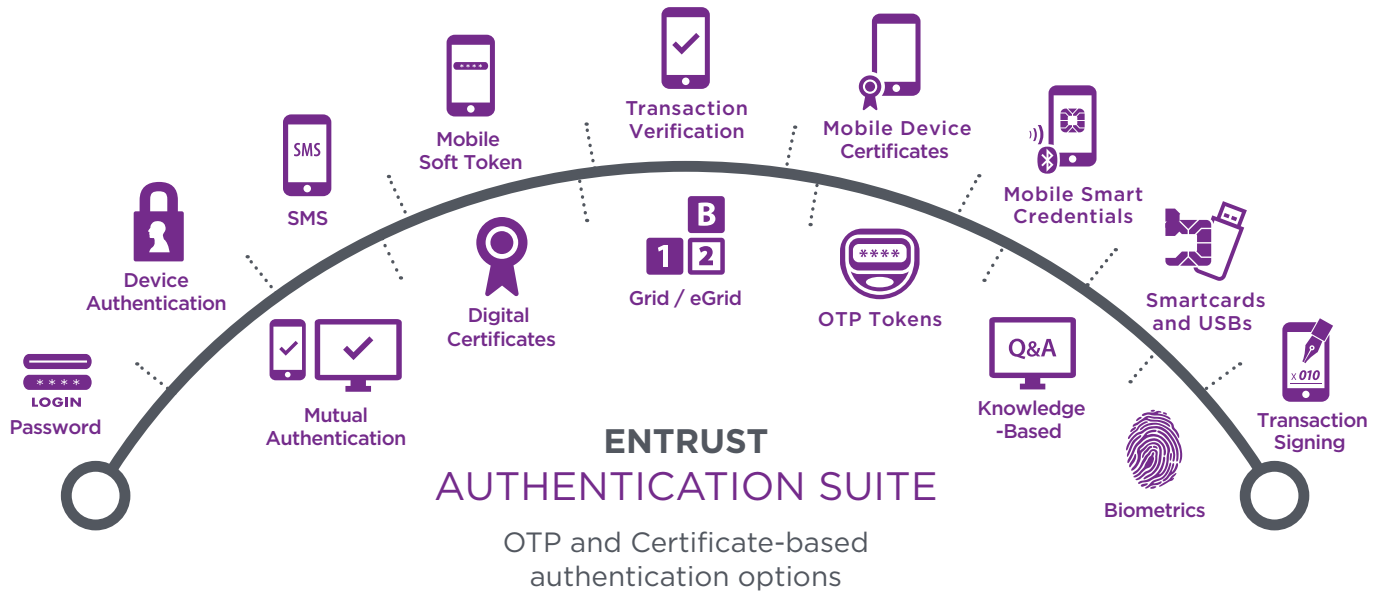 SMS
Mobile
Soft Token
Transaction
Verification
Mobile Device
Certificates
SMS
Device
Authentication
Mobile Smart
Credentials
B
1 2
Grid / eGrid
****
OTP Tokens
Digital
Certificates
Smartcards
and USBs
Q&A
Knowledge
-Based
x 010
Transaction
Signing
****
LOGIN
Password
Mutual
Authentication
Biometrics
ENTRUST
AUTHENTICATION SUITE
OTP and Certificate-based
authentication options